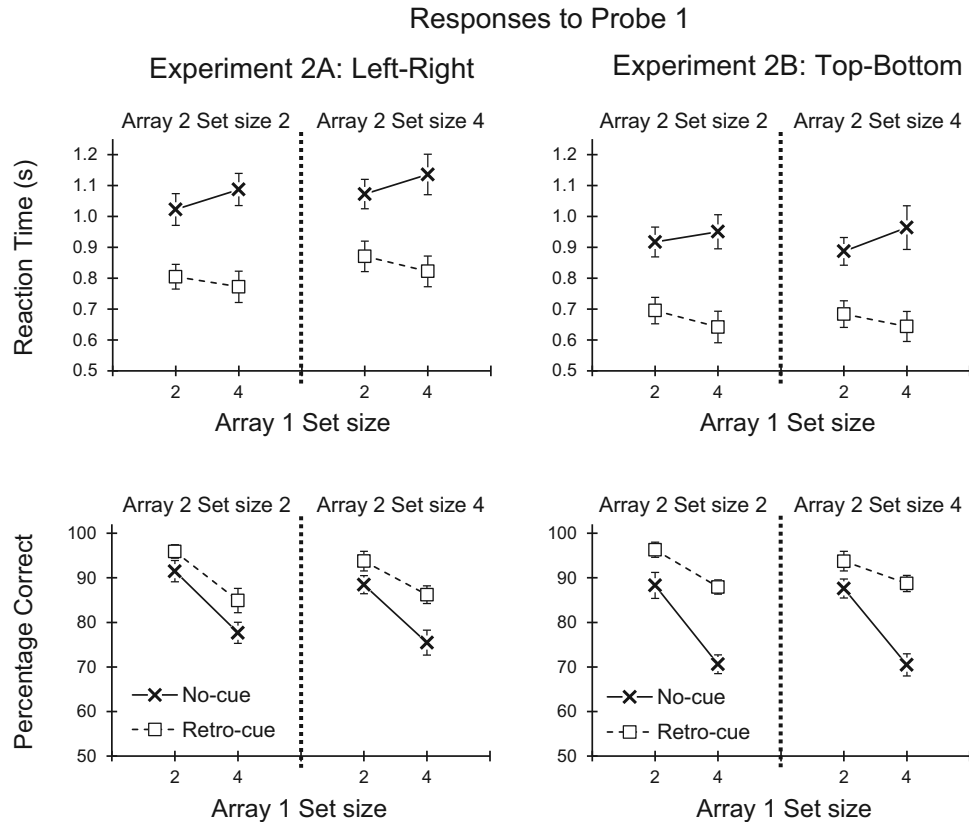 Responses to Probe 1
Experiment 2A: Left-Right
Experiment 2B: Top-Bottom
Array 2 Set size 2
Array 2 Set size 4
Array 2 Set size 2
Array 2 Set size 4
Reaction Time (s)
1.2
1.1
1.0
0.9
0.8
0.7
0.6
0.5
2
4
2
4
Array 1 Set size
1.2
1.1
1.0
0.9
0.8
0.7
0.6
0.5
2
4
2
4
Array 1 Set size
Array 2 Set size 2
Array 2 Set size 4
Array 2 Set size 2
Array 2 Set size 4
Percentage Correct
100
90
80
70
60
50
No-cue
Retro-cue
2
4
2
4
Array 1 Set size
100
90
80
70
60
50
No-cue
Retro-cue
2
4
2
4
Array 1 Set size